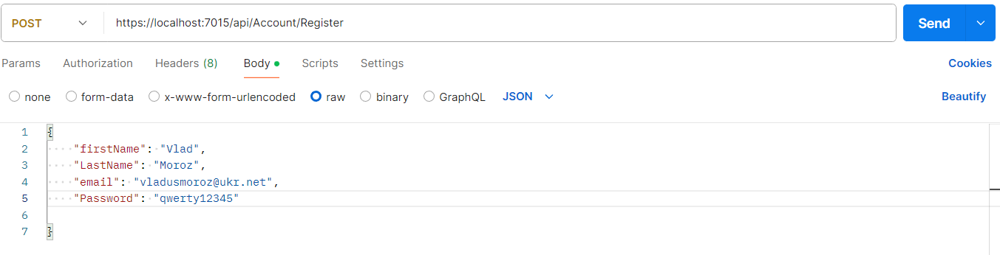 POST https://localhost:7015/api/Account/Register Send
Params Authorization Headers (8) Body Scripts Settings Cookies
none form-data x-www-form-urlencoded raw binary GraphQL JSON Beautify
1 {
2 "firstName": "Vlad",
3 "LastName": "Moroz",
4 "email": "vladusmoroz@ukr.net",
5 "Password": "qwerty12345"
6
7 }